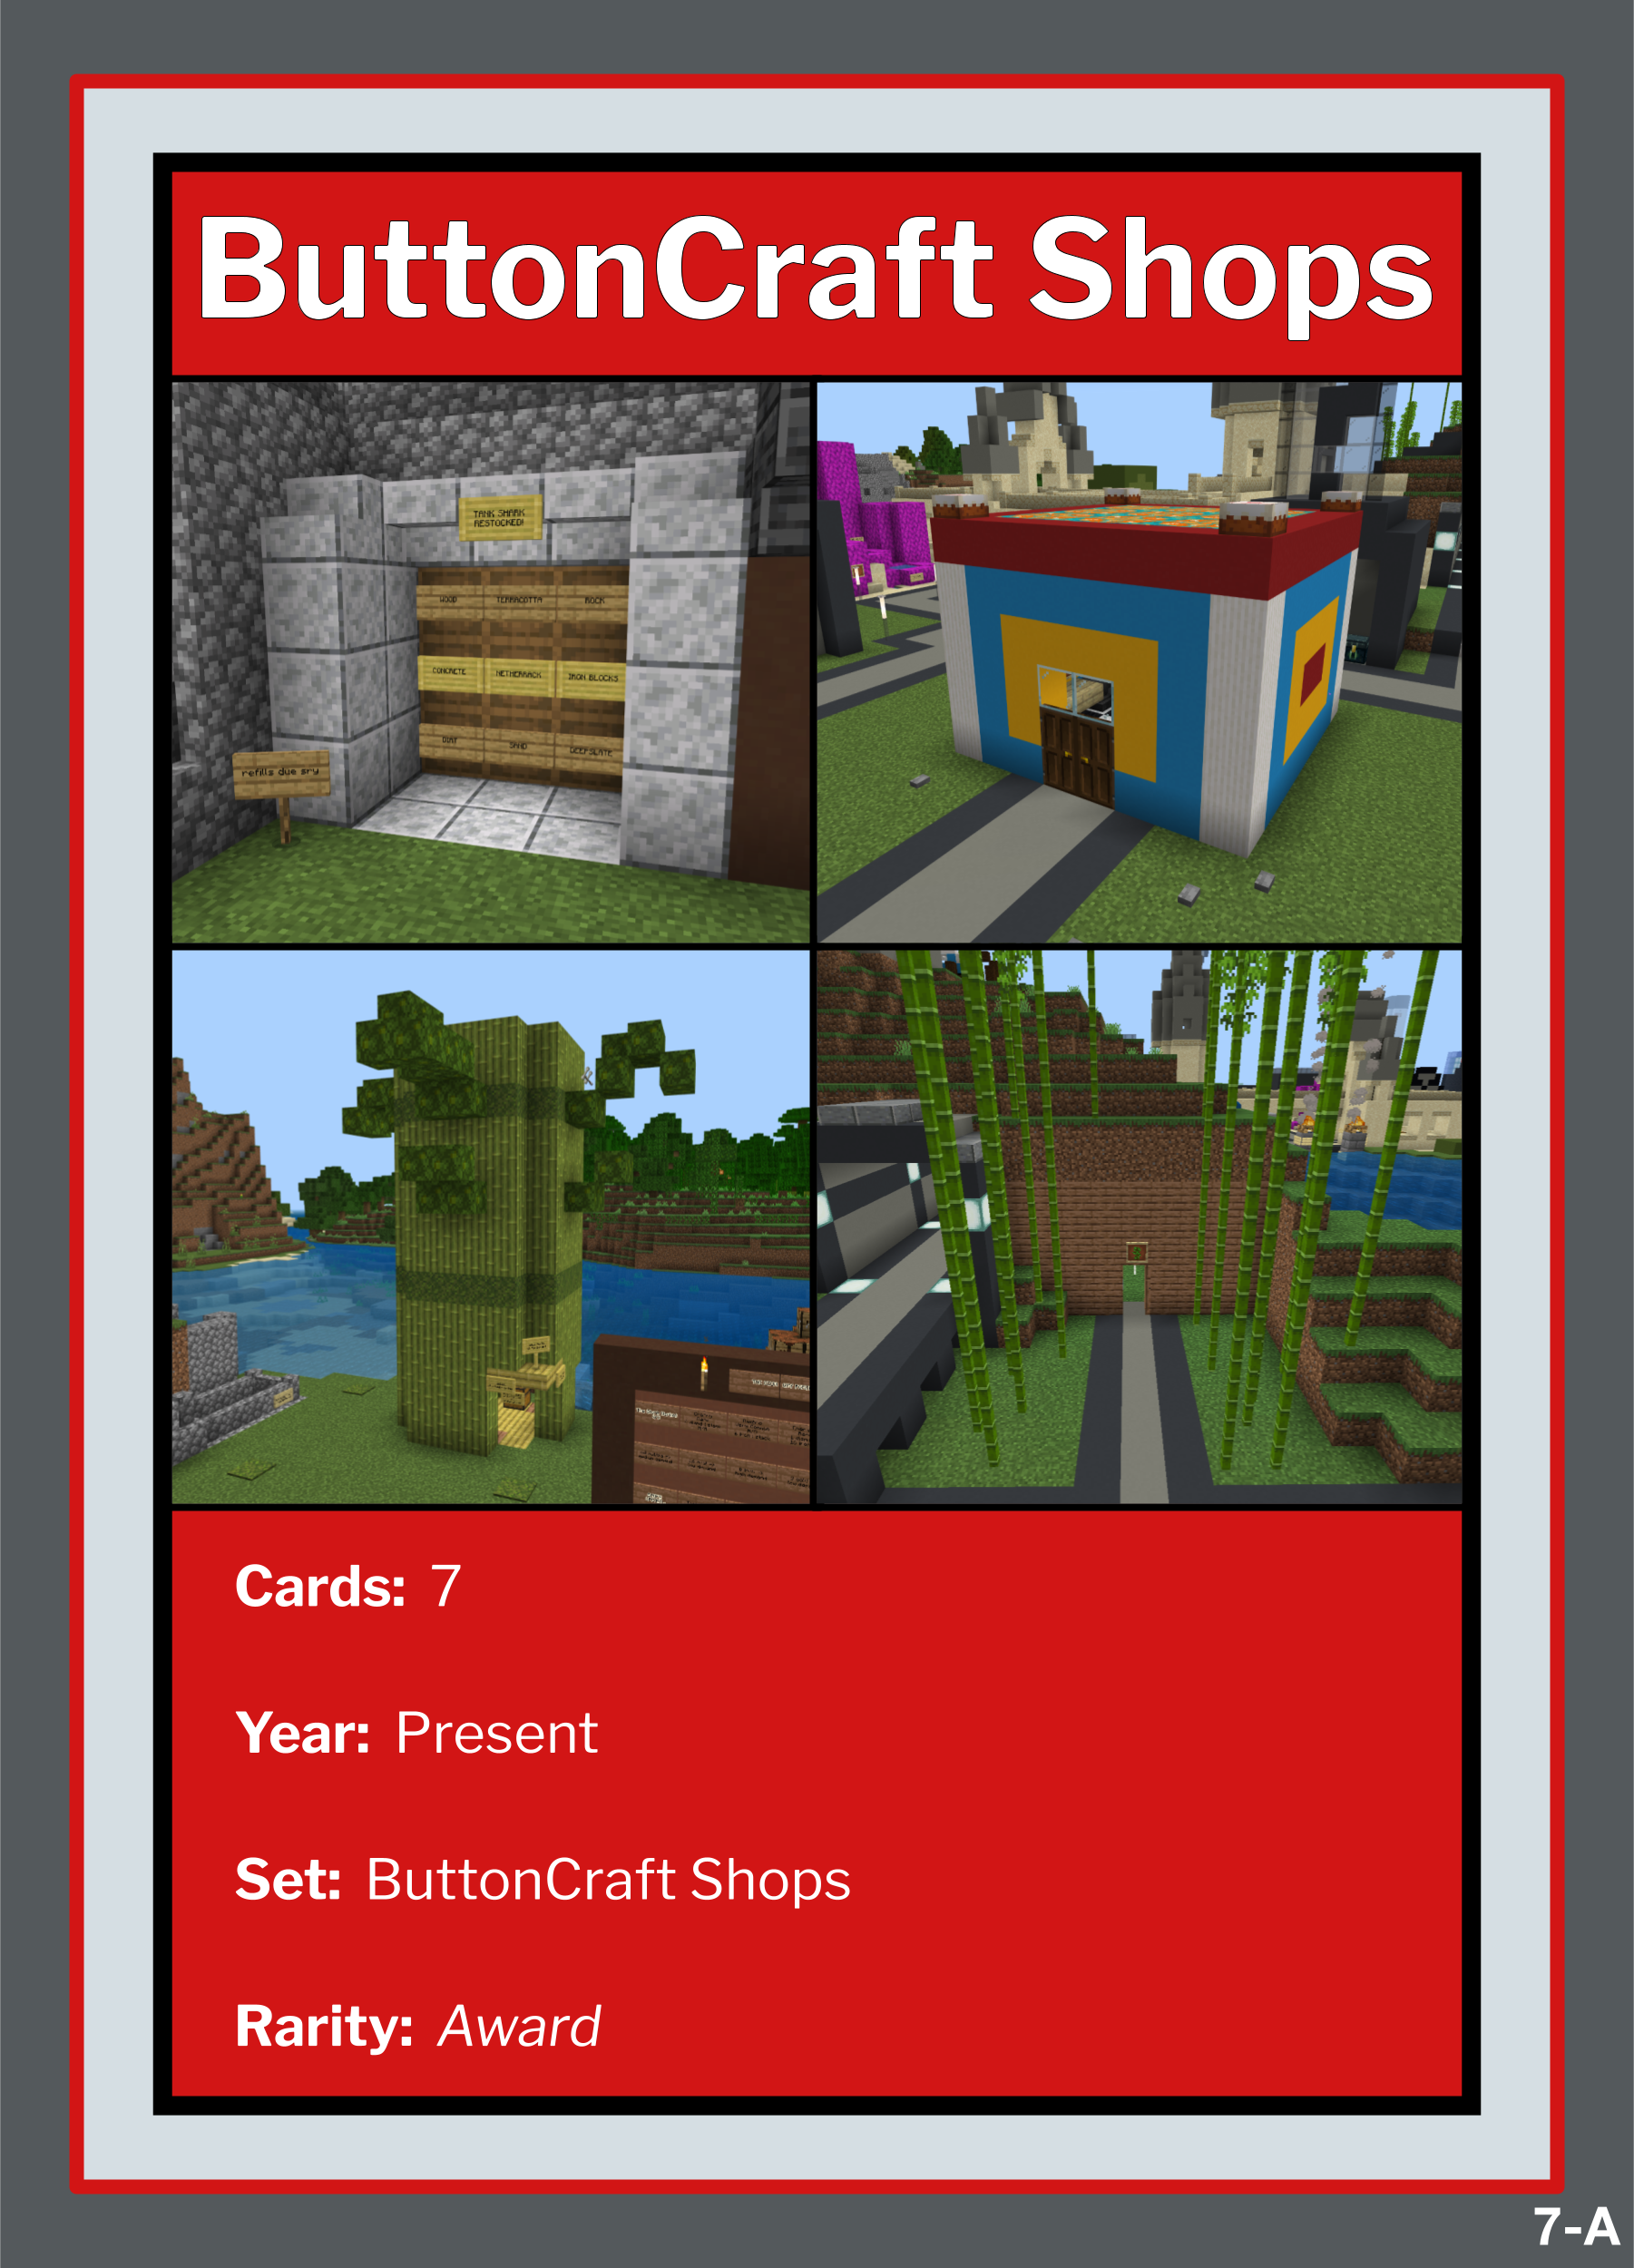 ButtonCraft Shops
TANK SHARK
RESTOCKED!
WOOD TERRACOTTA ROCK
CONCRETE NETHERRACK IRON BLOCKS
DIRT SAND DEEPSLATE
refills due sry
Cards: 7
Year: Present
Set: ButtonCraft Shops
Rarity: Award
7-A